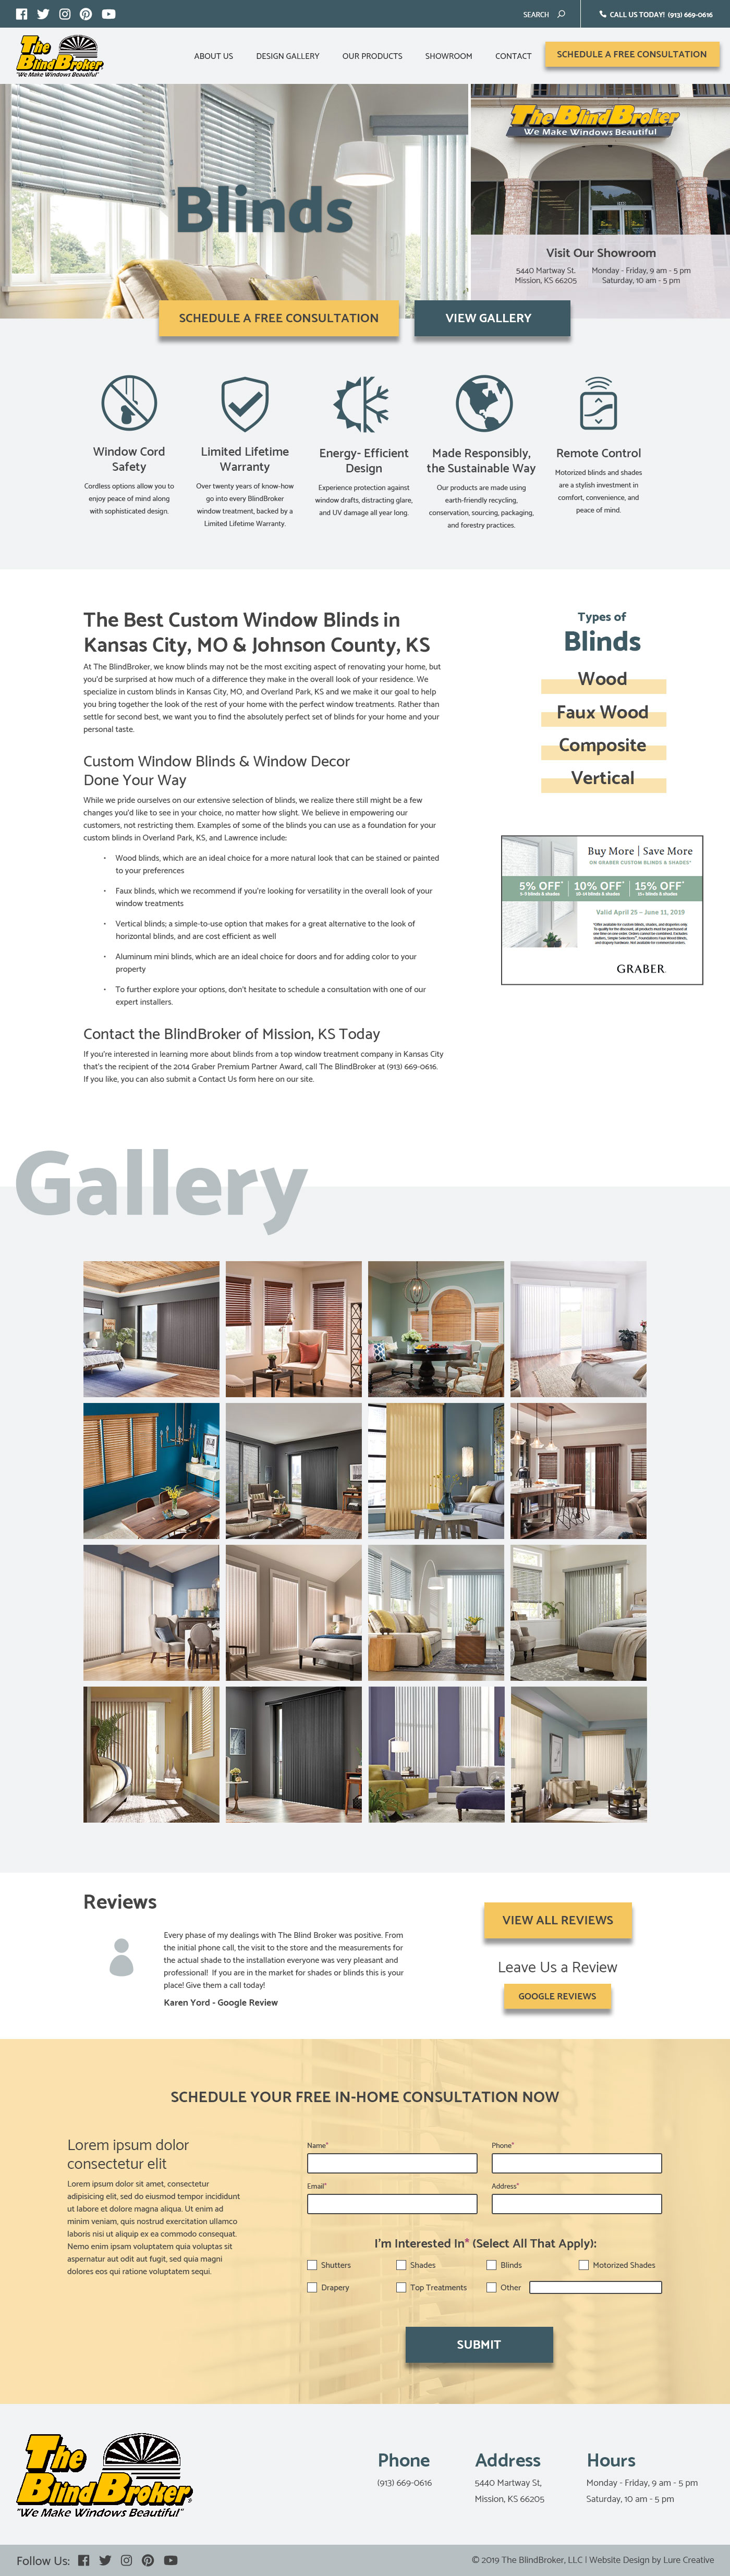 SEARCH
CALL US TODAY! (913) 669-0616
The
BlindBroker
"We Make Windows Beautiful"
ABOUT US
DESIGN GALLERY
OUR PRODUCTS
SHOWROOM
CONTACT
SCHEDULE A FREE CONSULTATION
Blinds
The BlindBroker
We Make Windows Beautiful
Visit Our Showroom
5440 Martway St. Monday - Friday, 9 am - 5 pm
Mission, KS 66205 Saturday, 10 am - 5 pm
SCHEDULE A FREE CONSULTATION
VIEW GALLERY
Window Cord
Safety
Cordless options allow you to
enjoy peace of mind along
with sophisticated design.
Limited Lifetime
Warranty
Over twenty years of know-how
go into every BlindBroker
window treatment, backed by a
Limited Lifetime Warranty.
Energy- Efficient
Design
Experience protection against
window drafts, distracting glare,
and UV damage all year long.
Made Responsibly,
the Sustainable Way
Our products are made using
earth-friendly recycling,
conservation, sourcing, packaging,
and forestry practices.
Remote Control
Motorized blinds and shades
are a stylish investment in
comfort, convenience, and
peace of mind.
The Best Custom Window Blinds in
Kansas City, MO & Johnson County, KS
At The BlindBroker, we know blinds may not be the most exciting aspect of renovating your home, but
you'd be surprised at how much of a difference they make in the overall look of your residence. We
specialize in custom blinds in Kansas City, MO, and Overland Park, KS and we make it our goal to help
you bring together the look of the rest of your home with the perfect window treatments. Rather than
settle for second best, we want you to find the absolutely perfect set of blinds for your home and your
personal taste.
Custom Window Blinds & Window Decor
Done Your Way
While we pride ourselves on our extensive selection of blinds, we realize there still might be a few
changes you'd like to see in your choice, no matter how slight. We believe in empowering our
customers, not restricting them. Examples of some of the blinds you can use as a foundation for your
custom blinds in Overland Park, KS, and Lawrence include:
• Wood blinds, which are an ideal choice for a more natural look that can be stained or painted
to your preferences
• Faux blinds, which we recommend if you're looking for versatility in the overall look of your
window treatments
• Vertical blinds; a simple-to-use option that makes for a great alternative to the look of
horizontal blinds, and are cost efficient as well
• Aluminum mini blinds, which are an ideal choice for doors and for adding color to your
property
• To further explore your options, don't hesitate to schedule a consultation with one of our
expert installers.
Contact the BlindBroker of Mission, KS Today
If you're interested in learning more about blinds from a top window treatment company in Kansas City
that's the recipient of the 2014 Graber Premium Partner Award, call The BlindBroker at (913) 669-0616.
If you like, you can also submit a Contact Us form here on our site.
Types of
Blinds
Wood
Faux Wood
Composite
Vertical
Buy More | Save More
ON GRABER CUSTOM BLINDS & SHADES*
5% OFF* 10% OFF* 15% OFF*
5-9 blinds & shades 10-14 blinds & shades 15+ blinds & shades
Valid April 25 – June 11, 2019
GRABER
Gallery
Reviews
Every phase of my dealings with The Blind Broker was positive. From
the initial phone call, the visit to the store and the measurements for
the actual shade to the installation everyone was very pleasant and
professional! If you are in the market for shades or blinds this is your
place! Give them a call today!
Karen Yord - Google Review
VIEW ALL REVIEWS
Leave Us a Review
GOOGLE REVIEWS
SCHEDULE YOUR FREE IN-HOME CONSULTATION NOW
Lorem ipsum dolor
consectetur elit
Lorem ipsum dolor sit amet, consectetur
adipisicing elit, sed do eiusmod tempor incididunt
ut labore et dolore magna aliqua. Ut enim ad
minim veniam, quis nostrud exercitation ullamco
laboris nisi ut aliquip ex ea commodo consequat.
Nemo enim ipsam voluptatem quia voluptas sit
aspernatur aut odit aut fugit, sed quia magni
dolores eos qui ratione voluptatem sequi.
Name*
Phone*
Email*
Address*
I'm Interested In* (Select All That Apply):
Shutters
Shades
Blinds
Motorized Shades
Drapery
Top Treatments
Other
SUBMIT
The
BlindBroker
"We Make Windows Beautiful"
Phone
(913) 669-0616
Address
5440 Martway St,
Mission, KS 66205
Hours
Monday - Friday, 9 am - 5 pm
Saturday, 10 am - 5 pm
Follow Us:
© 2019 The BlindBroker, LLC | Website Design by Lure Creative